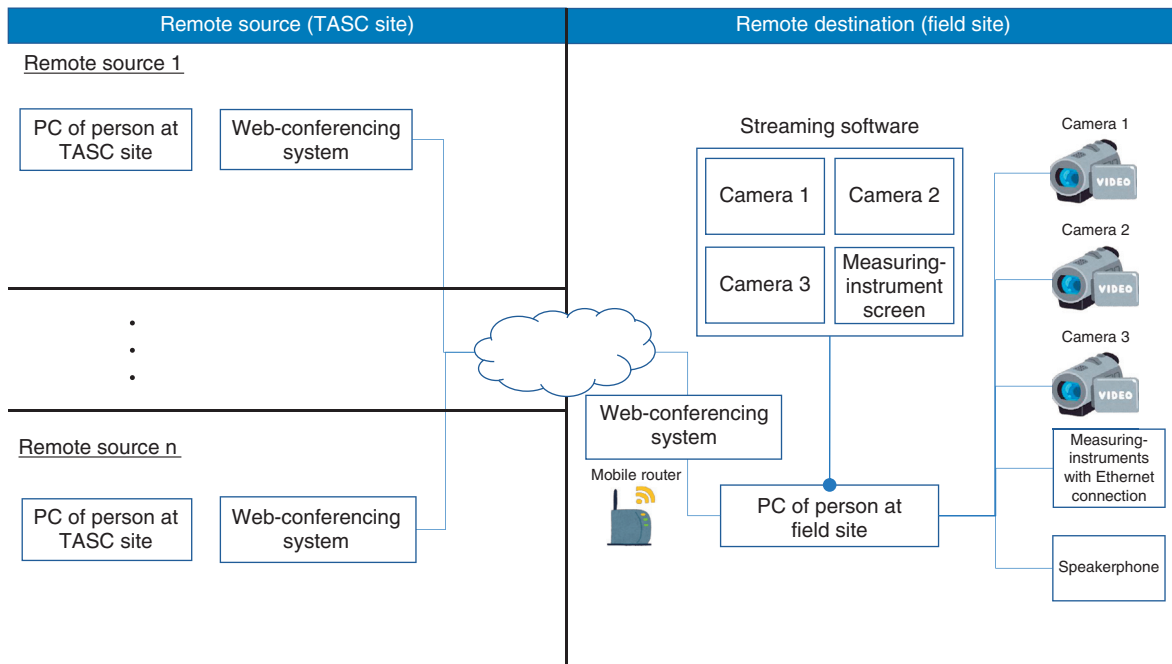 Remote source (TASC site)
Remote destination (field site)
Remote source 1
PC of person at
TASC site
Web-conferencing
system
Remote source n
PC of person at
TASC site
Web-conferencing
system
Streaming software
Camera 1
Camera 2
Camera 3
Measuring-
instrument
screen
Web-conferencing
system
Mobile router
PC of person at
field site
Camera 1
VIDEO
Camera 2
VIDEO
Camera 3
VIDEO
Measuring-
instruments
with Ethernet
connection
Speakerphone